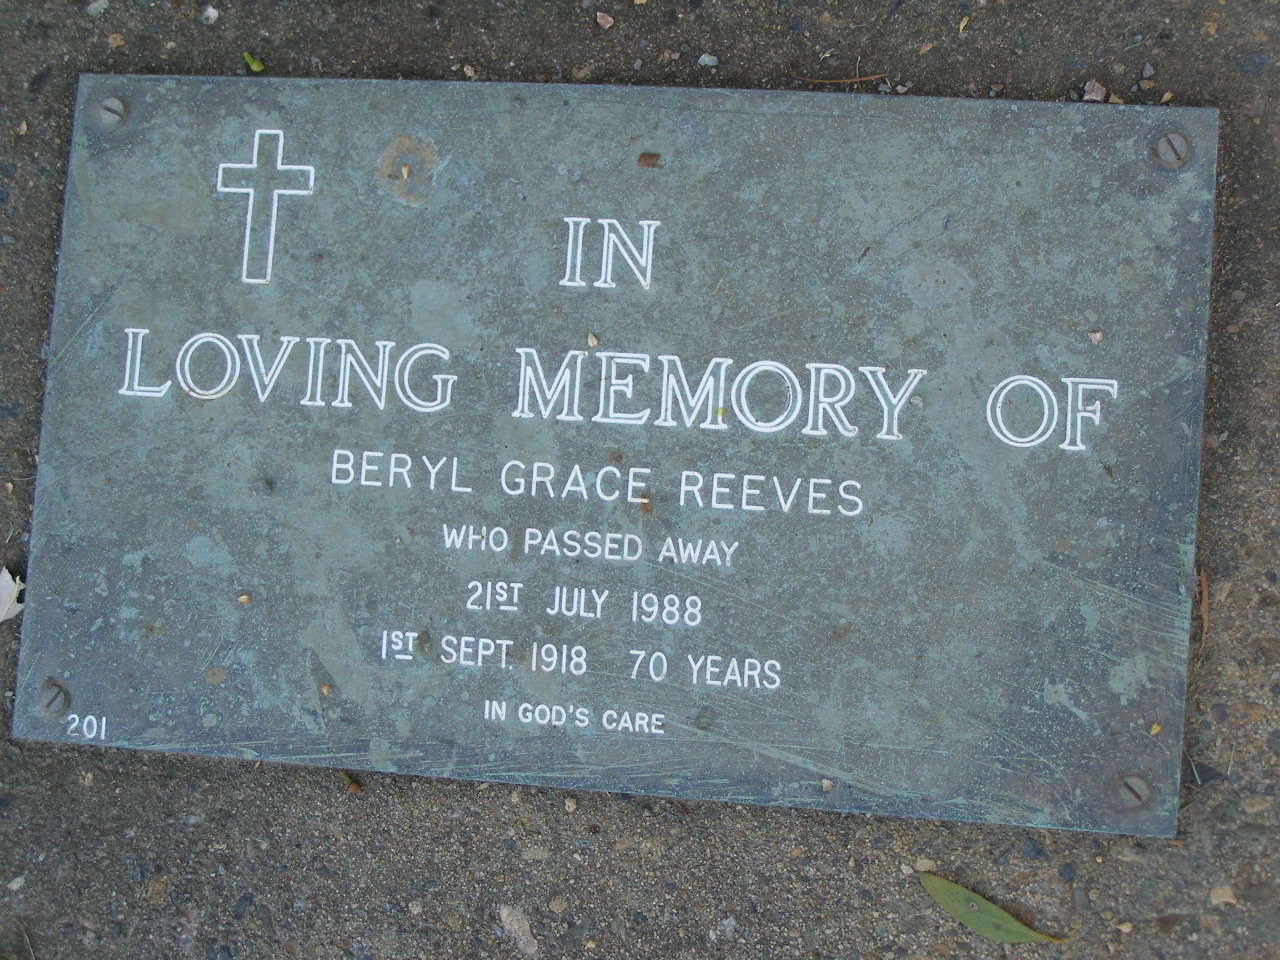 IN
LOVING MEMORY OF
BERYL GRACE REEVES
WHO PASSED AWAY
21ST JULY 1988
1ST SEPT. 1918 70 YEARS
IN GOD'S CARE
201